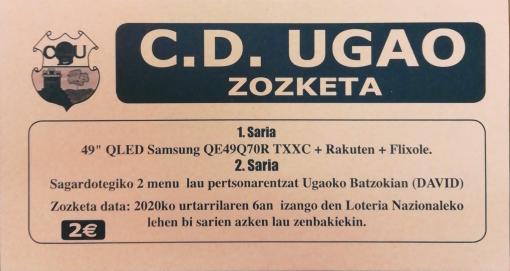 C.D. UGAO
ZOZKETA
1. Saria
49" QLED Samsung QE49Q70R TXXC + Rakuten + Flixole.
2. Saria
Sagardotegiko 2 menu lau pertsonarentzat Ugaoko Batzokian (DAVID)
Zozketa data: 2020ko urtarrilaren 6an izango den Loteria Nazionaleko
lehen bi sarien azken lau zenbakiekin.
2€